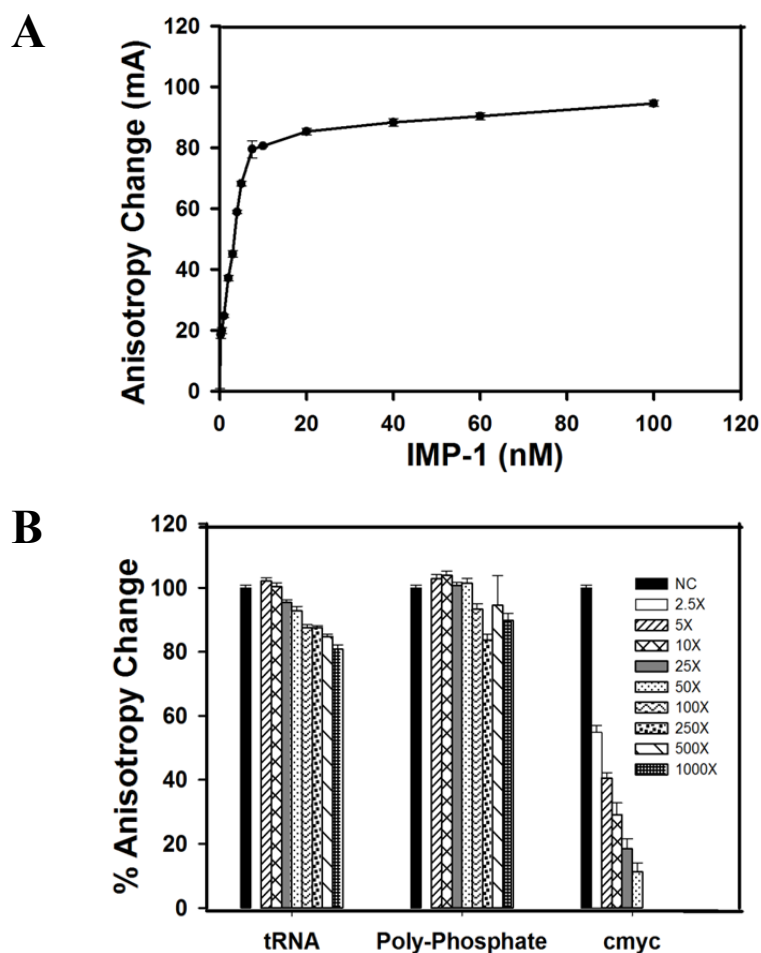 A
Anisotropy Change (mA)
120
100
80
60
40
20
0
0 20 40 60 80 100 120
IMP-1 (nM)
B
% Anisotropy Change
120
100
80
60
40
20
0
NC
2.5X
5X
10X
25X
50X
100X
250X
500X
1000X
tRNA Poly-Phosphate cmyc